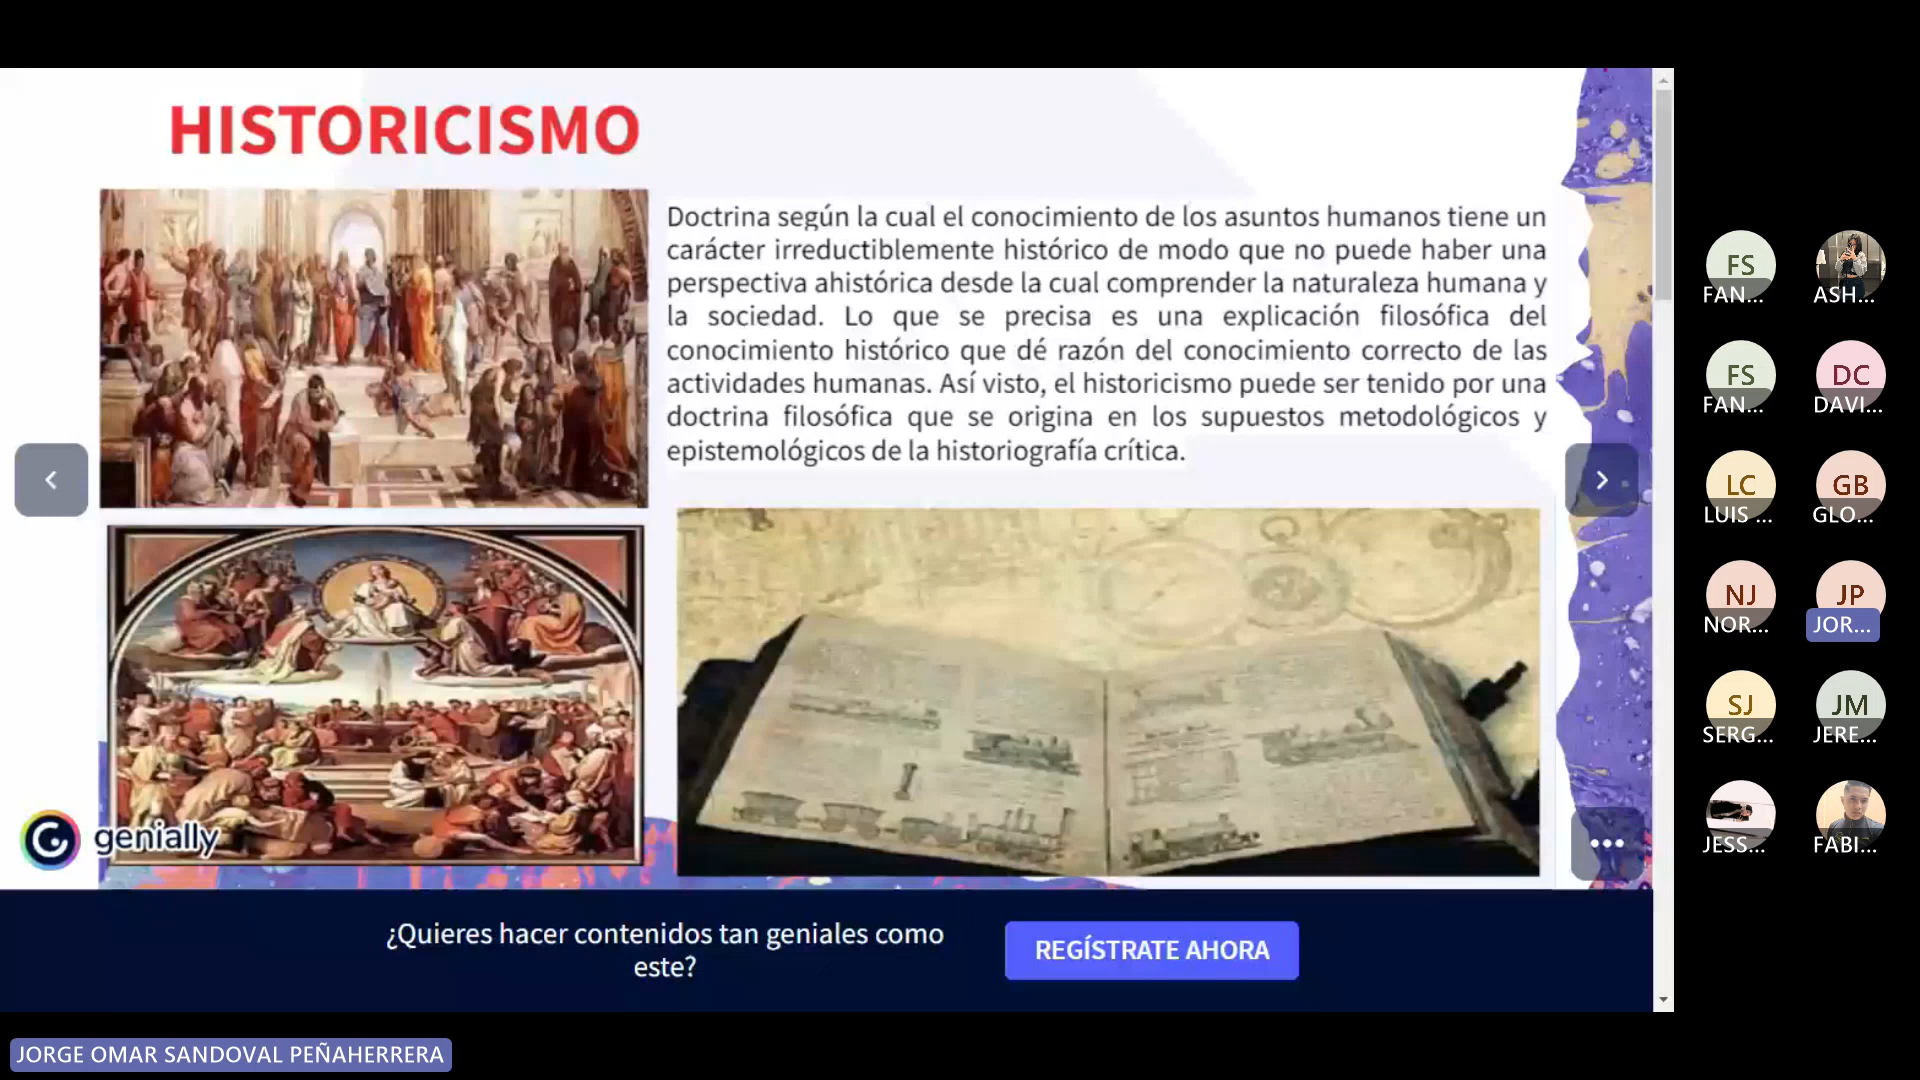 HISTORICISMO
Doctrina según la cual el conocimiento de los asuntos humanos tiene un
carácter irreductiblemente histórico de modo que no puede haber una
perspectiva ahistórica desde la cual comprender la naturaleza humana y
la sociedad. Lo que se precisa es una explicación filosófica del
conocimiento histórico que dé razón del conocimiento correcto de las
actividades humanas. Así visto, el historicismo puede ser tenido por una
doctrina filosófica que se origina en los supuestos metodológicos y
epistemológicos de la historiografía crítica.
genially
¿Quieres hacer contenidos tan geniales como
este?
REGÍSTRATE AHORA
JORGE OMAR SANDOVAL PEÑAHERRERA
FS
FAN...
ASH...
FS
FAN...
DC
DAVI...
LC
LUIS ...
GB
GLO...
NJ
NOR...
JP
JOR...
SJ
SERG...
JM
JERE...
JESS...
FABI...